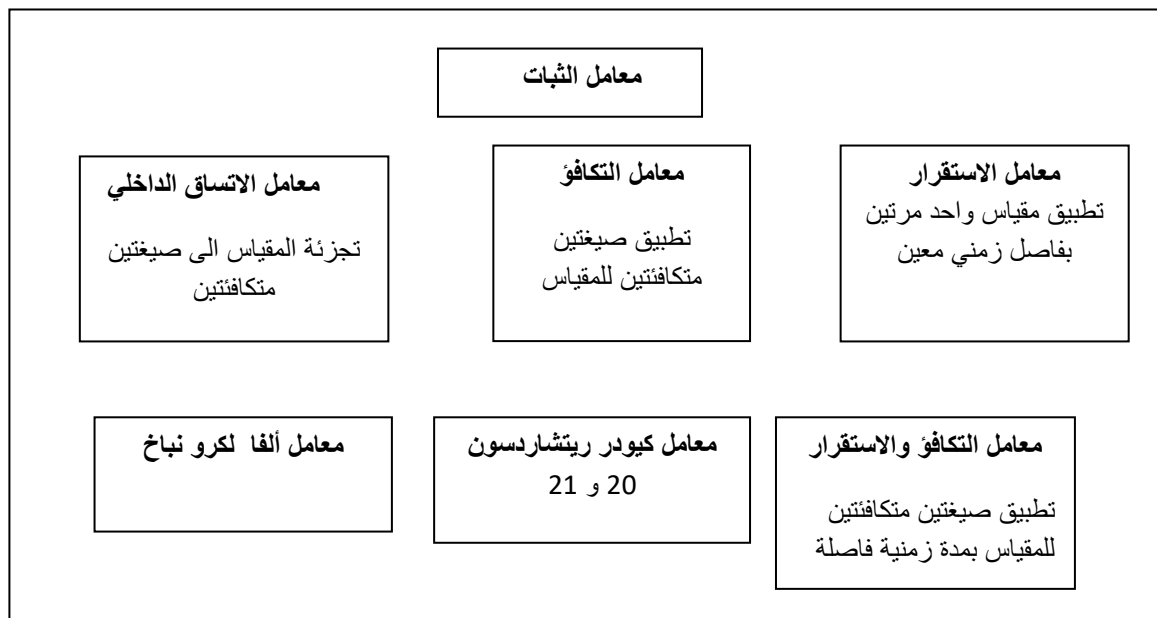 معامل الثبات
معامل الاستقرار
تطبيق مقياس واحد مرتين
بفاصل زمني معين
معامل التكافؤ
تطبيق صيغتين
متكافئتين للمقياس
معامل الاتساق الداخلي
تجزئة المقياس الى صيغتين
متكافئتين
معامل التكافؤ والاستقرار
تطبيق صيغتين متكافئتين
للمقياس بمدة زمنية فاصلة
معامل كيودر ريتشاردسون
20 و 21
معامل ألفا لكرو نباخ